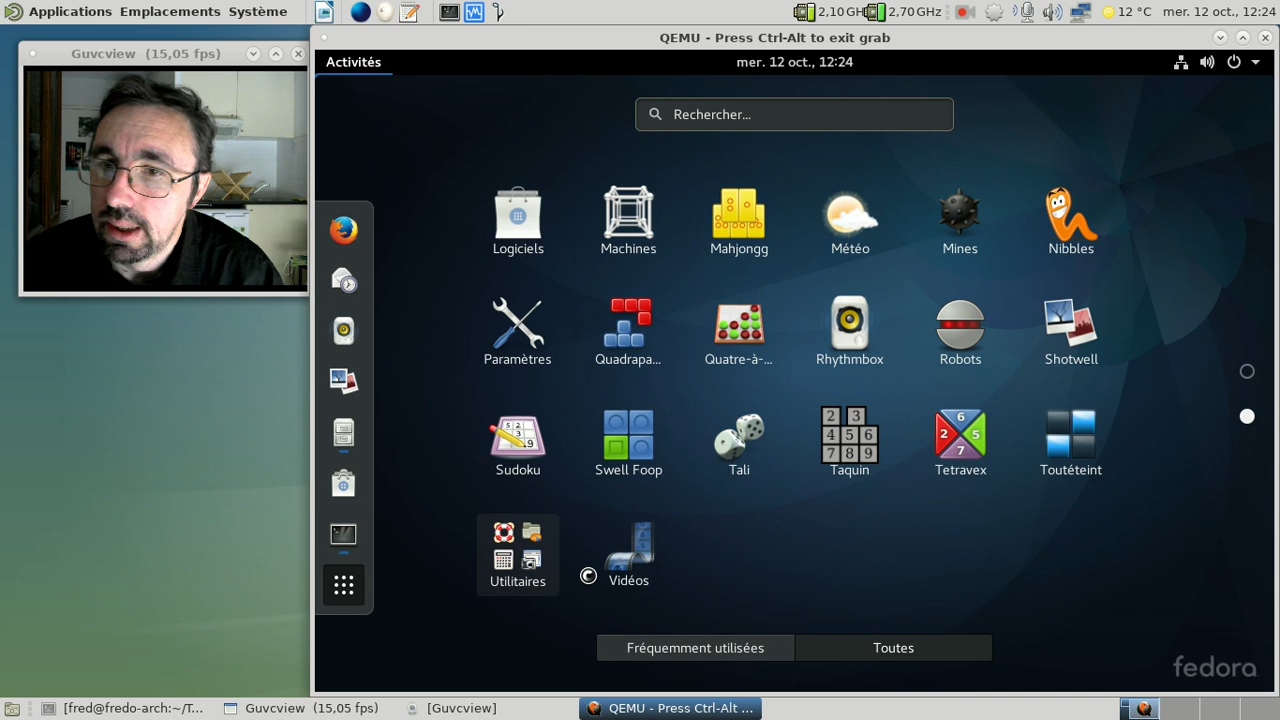 Applications Emplacements Système
2,10 GH 2,70 GHz 12 °C mer. 12 oct., 12:24
Guvcview (15,05 fps)
QEMU - Press Ctrl-Alt to exit grab
Activités mer. 12 oct., 12:24
Rechercher...
Logiciels Machines Mahjongg Météo Mines Nibbles
Paramètres Quadrapa... Quatre-à-... Rhythmbox Robots Shotwell
Sudoku Swell Foop Tali Taquin Tetravex Toutéteint
Utilitaires Vidéos
Fréquemment utilisées Toutes
fedora
[fred@fredo-arch:~/T... Guvcview (15,05 fps) [Guvcview] QEMU - Press Ctrl-Alt ...